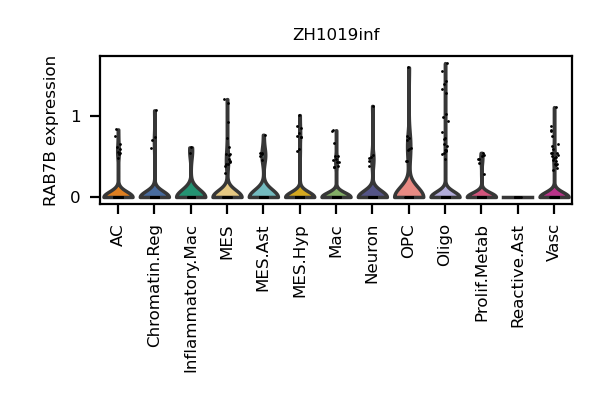 ZH1019inf
RAB7B expression
1
0
AC
Chromatin.Reg
Inflammatory.Mac
MES
MES.Ast
MES.Hyp
Mac
Neuron
OPC
Oligo
Prolif.Metab
Reactive.Ast
Vasc